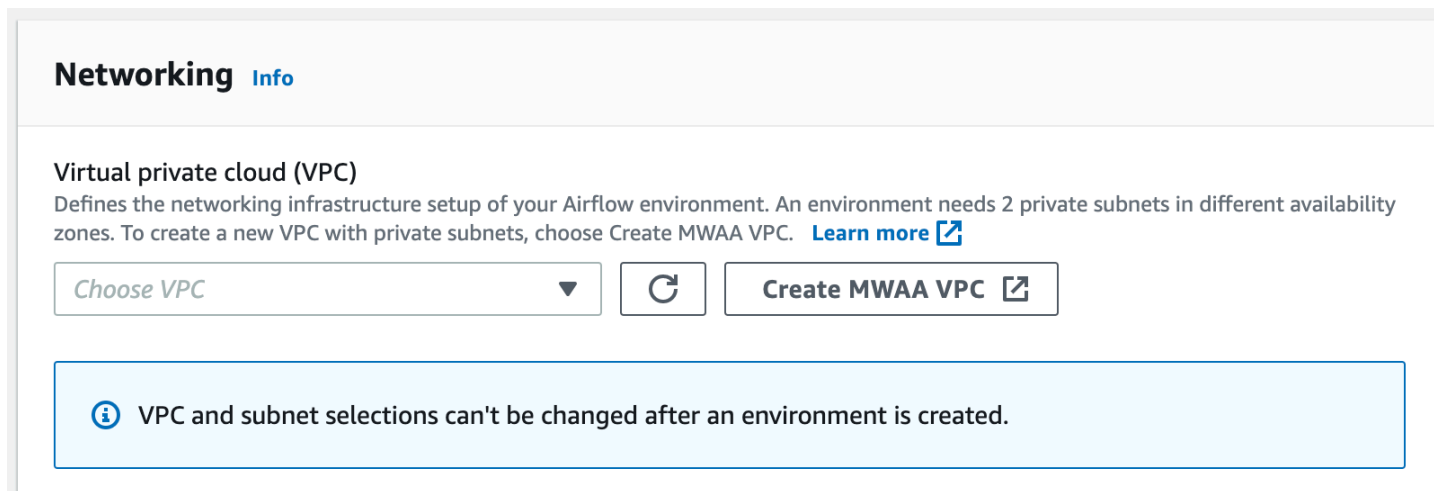 Networking Info
Virtual private cloud (VPC)
Defines the networking infrastructure setup of your Airflow environment. An environment needs 2 private subnets in different availability
zones. To create a new VPC with private subnets, choose Create MWAA VPC. Learn more
Choose VPC Create MWAA VPC
VPC and subnet selections can't be changed after an environment is created.